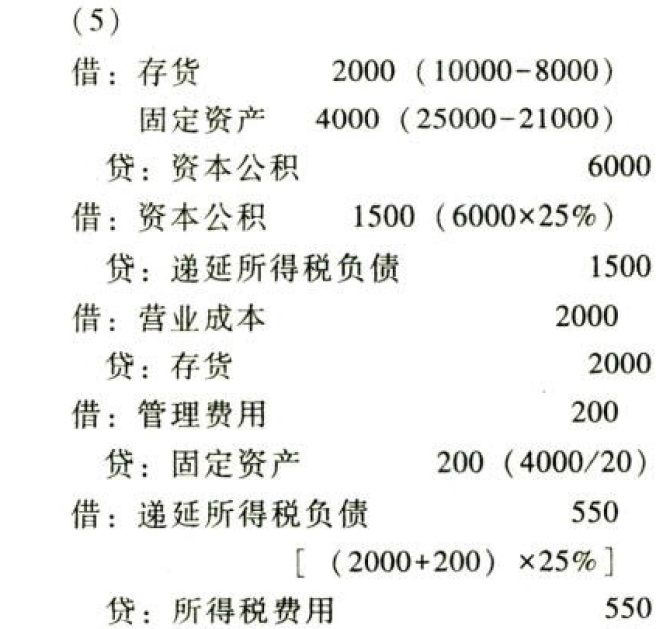 (5)
借：存货 2000（10000-8000）
固定资产 4000（25000-21000）
贷：资本公积 6000
借：资本公积 1500（6000×25%）
贷：递延所得税负债 1500
借：营业成本 2000
贷：存货 2000
借：管理费用 200
贷：固定资产 200（4000/20）
借：递延所得税负债 550
[（2000+200）×25%]
贷：所得税费用 550